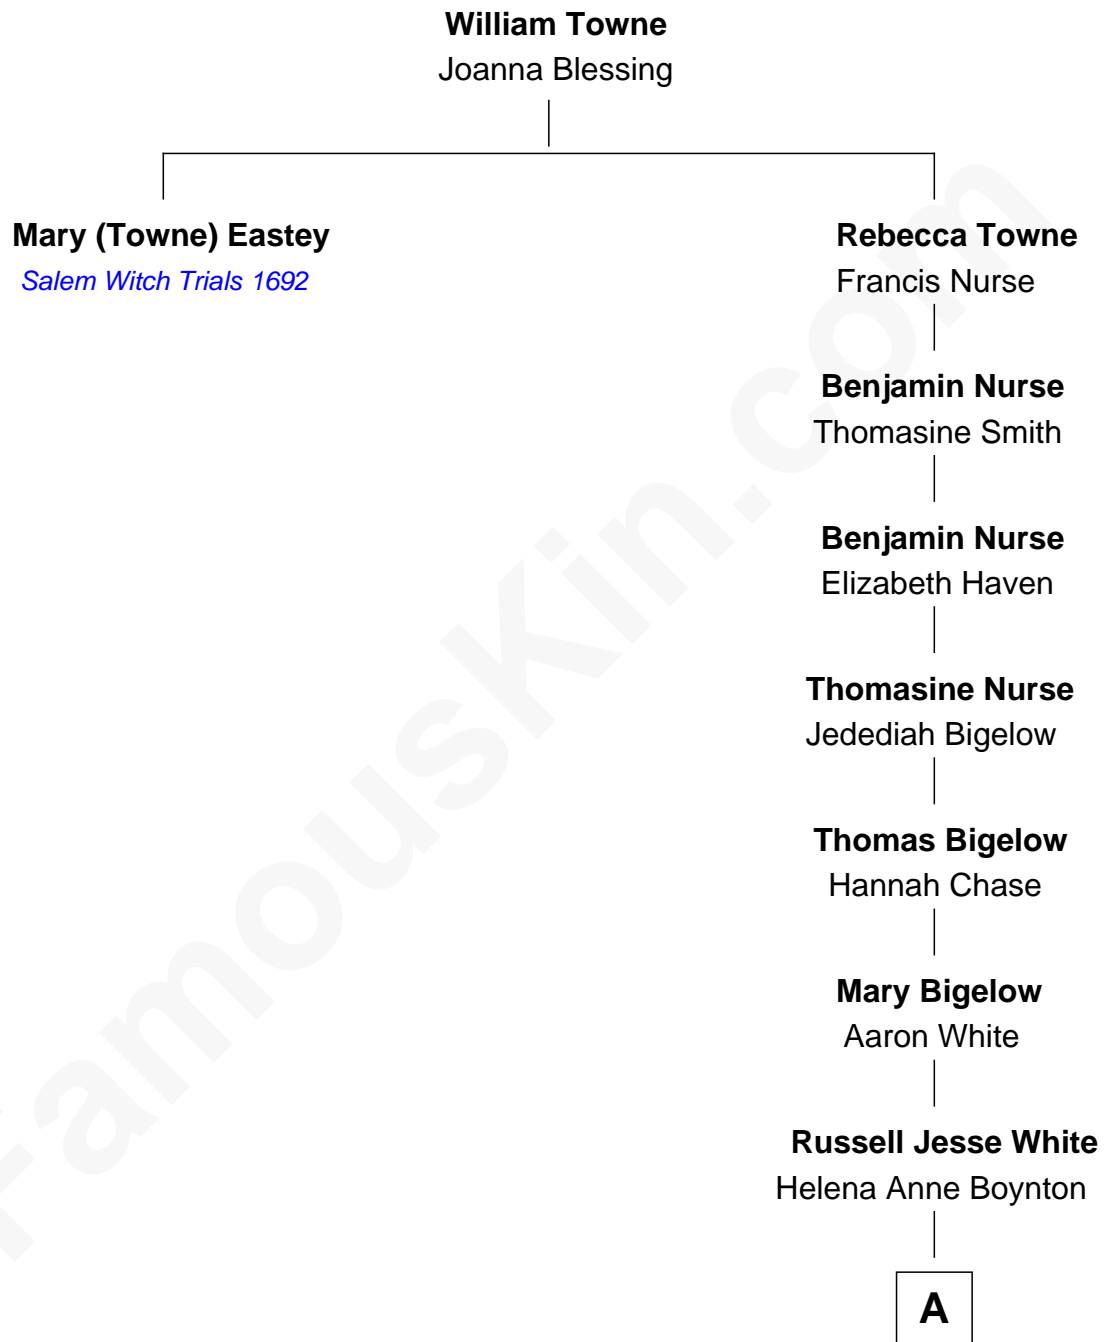 William Towne
Joanna Blessing
Mary (Towne) Eastey
Salem Witch Trials 1692
Rebecca Towne
Francis Nurse
Benjamin Nurse
Thomasine Smith
Benjamin Nurse
Elizabeth Haven
Thomasine Nurse
Jedediah Bigelow
Thomas Bigelow
Hannah Chase
Mary Bigelow
Aaron White
Russell Jesse White
Helena Anne Boynton
A
FamousKin.com